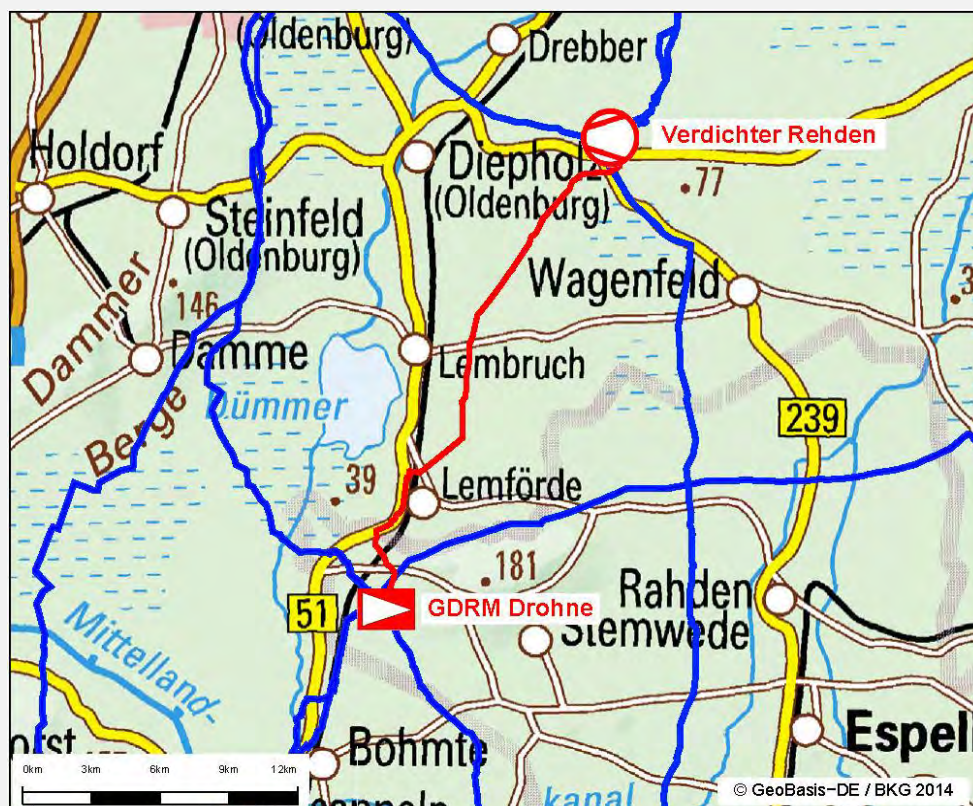 (Oldenburg)
Drebber
Verdichter Rehden
Holdorf
Diepholz
(Oldenburg)
77
Steinfeld
(Oldenburg)
Wagenfeld
146
Dammer
Berge
Damme
Lembruch
Dümmer
239
39
Lemförde
181
Rahden
GDRM Drohne
51
Stemwede
Mittelland-
Bohmte
Espel
orst
kanal
0km 3km 6km 9km 12km
© GeoBasis-DE / BKG 2014